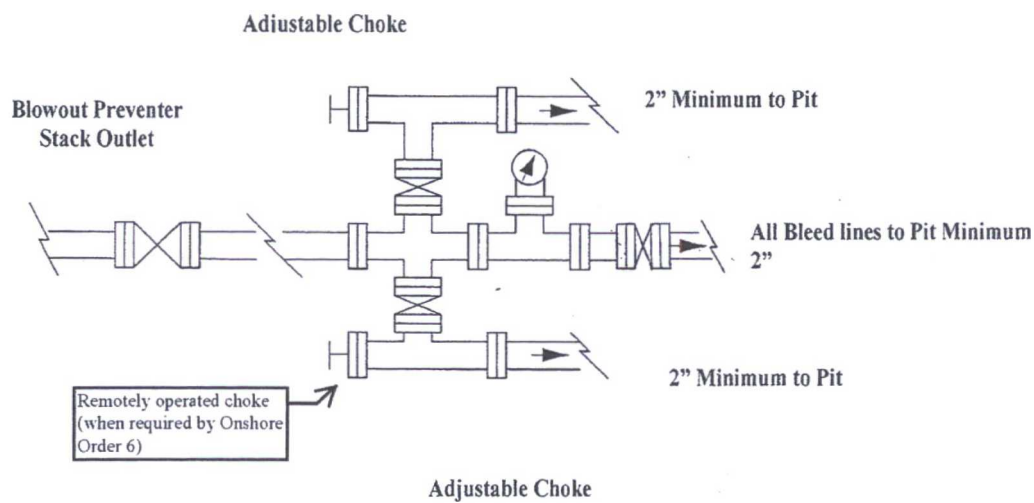 Adjustable Choke
Blowout Preventer
Stack Outlet
2” Minimum to Pit
All Bleed lines to Pit Minimum
2”
2” Minimum to Pit
Remotely operated choke
(when required by Onshore
Order 6)
Adjustable Choke